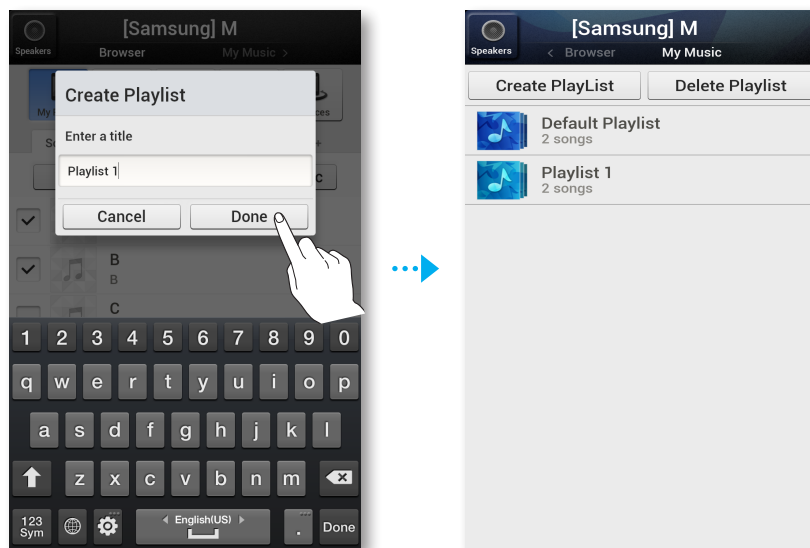 [Samsung] M
Speakers
Browser
My Music >
Create Playlist
Enter a title
Playlist 1
Cancel
Done
B
B
C
1 2 3 4 5 6 7 8 9 0
q w e r t y u i o p
a s d f g h j k l
z x c v b n m
123
Sym
English(US)
.
Done
[Samsung] M
Speakers
< Browser
My Music
Create PlayList
Delete Playlist
Default Playlist
2 songs
Playlist 1
2 songs